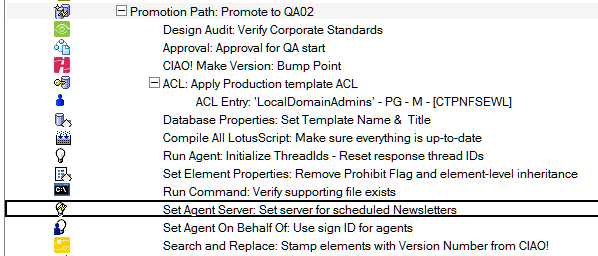 Promotion Path: Promote to QA02
Design Audit: Verify Corporate Standards
Approval: Approval for QA start
CIAO! Make Version: Bump Point
ACL: Apply Production template ACL
ACL Entry: 'LocalDomainAdmins' - PG - M - [CTPNFSEWL]
Database Properties: Set Template Name & Title
Compile All LotusScript: Make sure everything is up-to-date
Run Agent: Initialize ThreadIds - Reset response thread IDs
Set Element Properties: Remove Prohibit Flag and element-level inheritance
C:\
Run Command: Verify supporting file exists
Set Agent Server: Set server for scheduled Newsletters
Set Agent On Behalf Of: Use sign ID for agents
Search and Replace: Stamp elements with Version Number from CIAO!